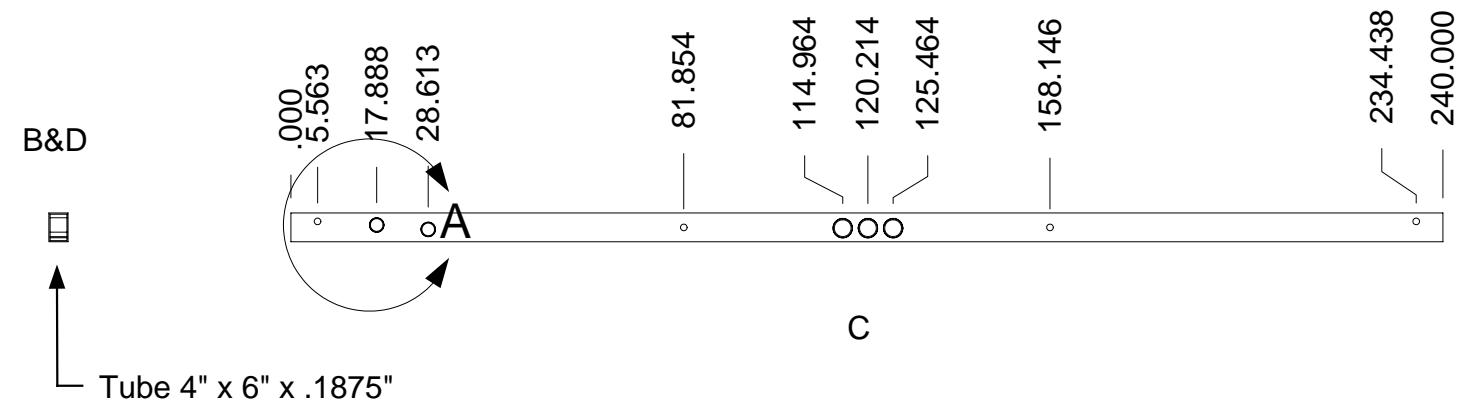 .000
5.563
17.888
28.613
81.854
114.964
120.214
125.464
158.146
234.438
240.000
B&D
A
C
Tube 4" x 6" x .1875"